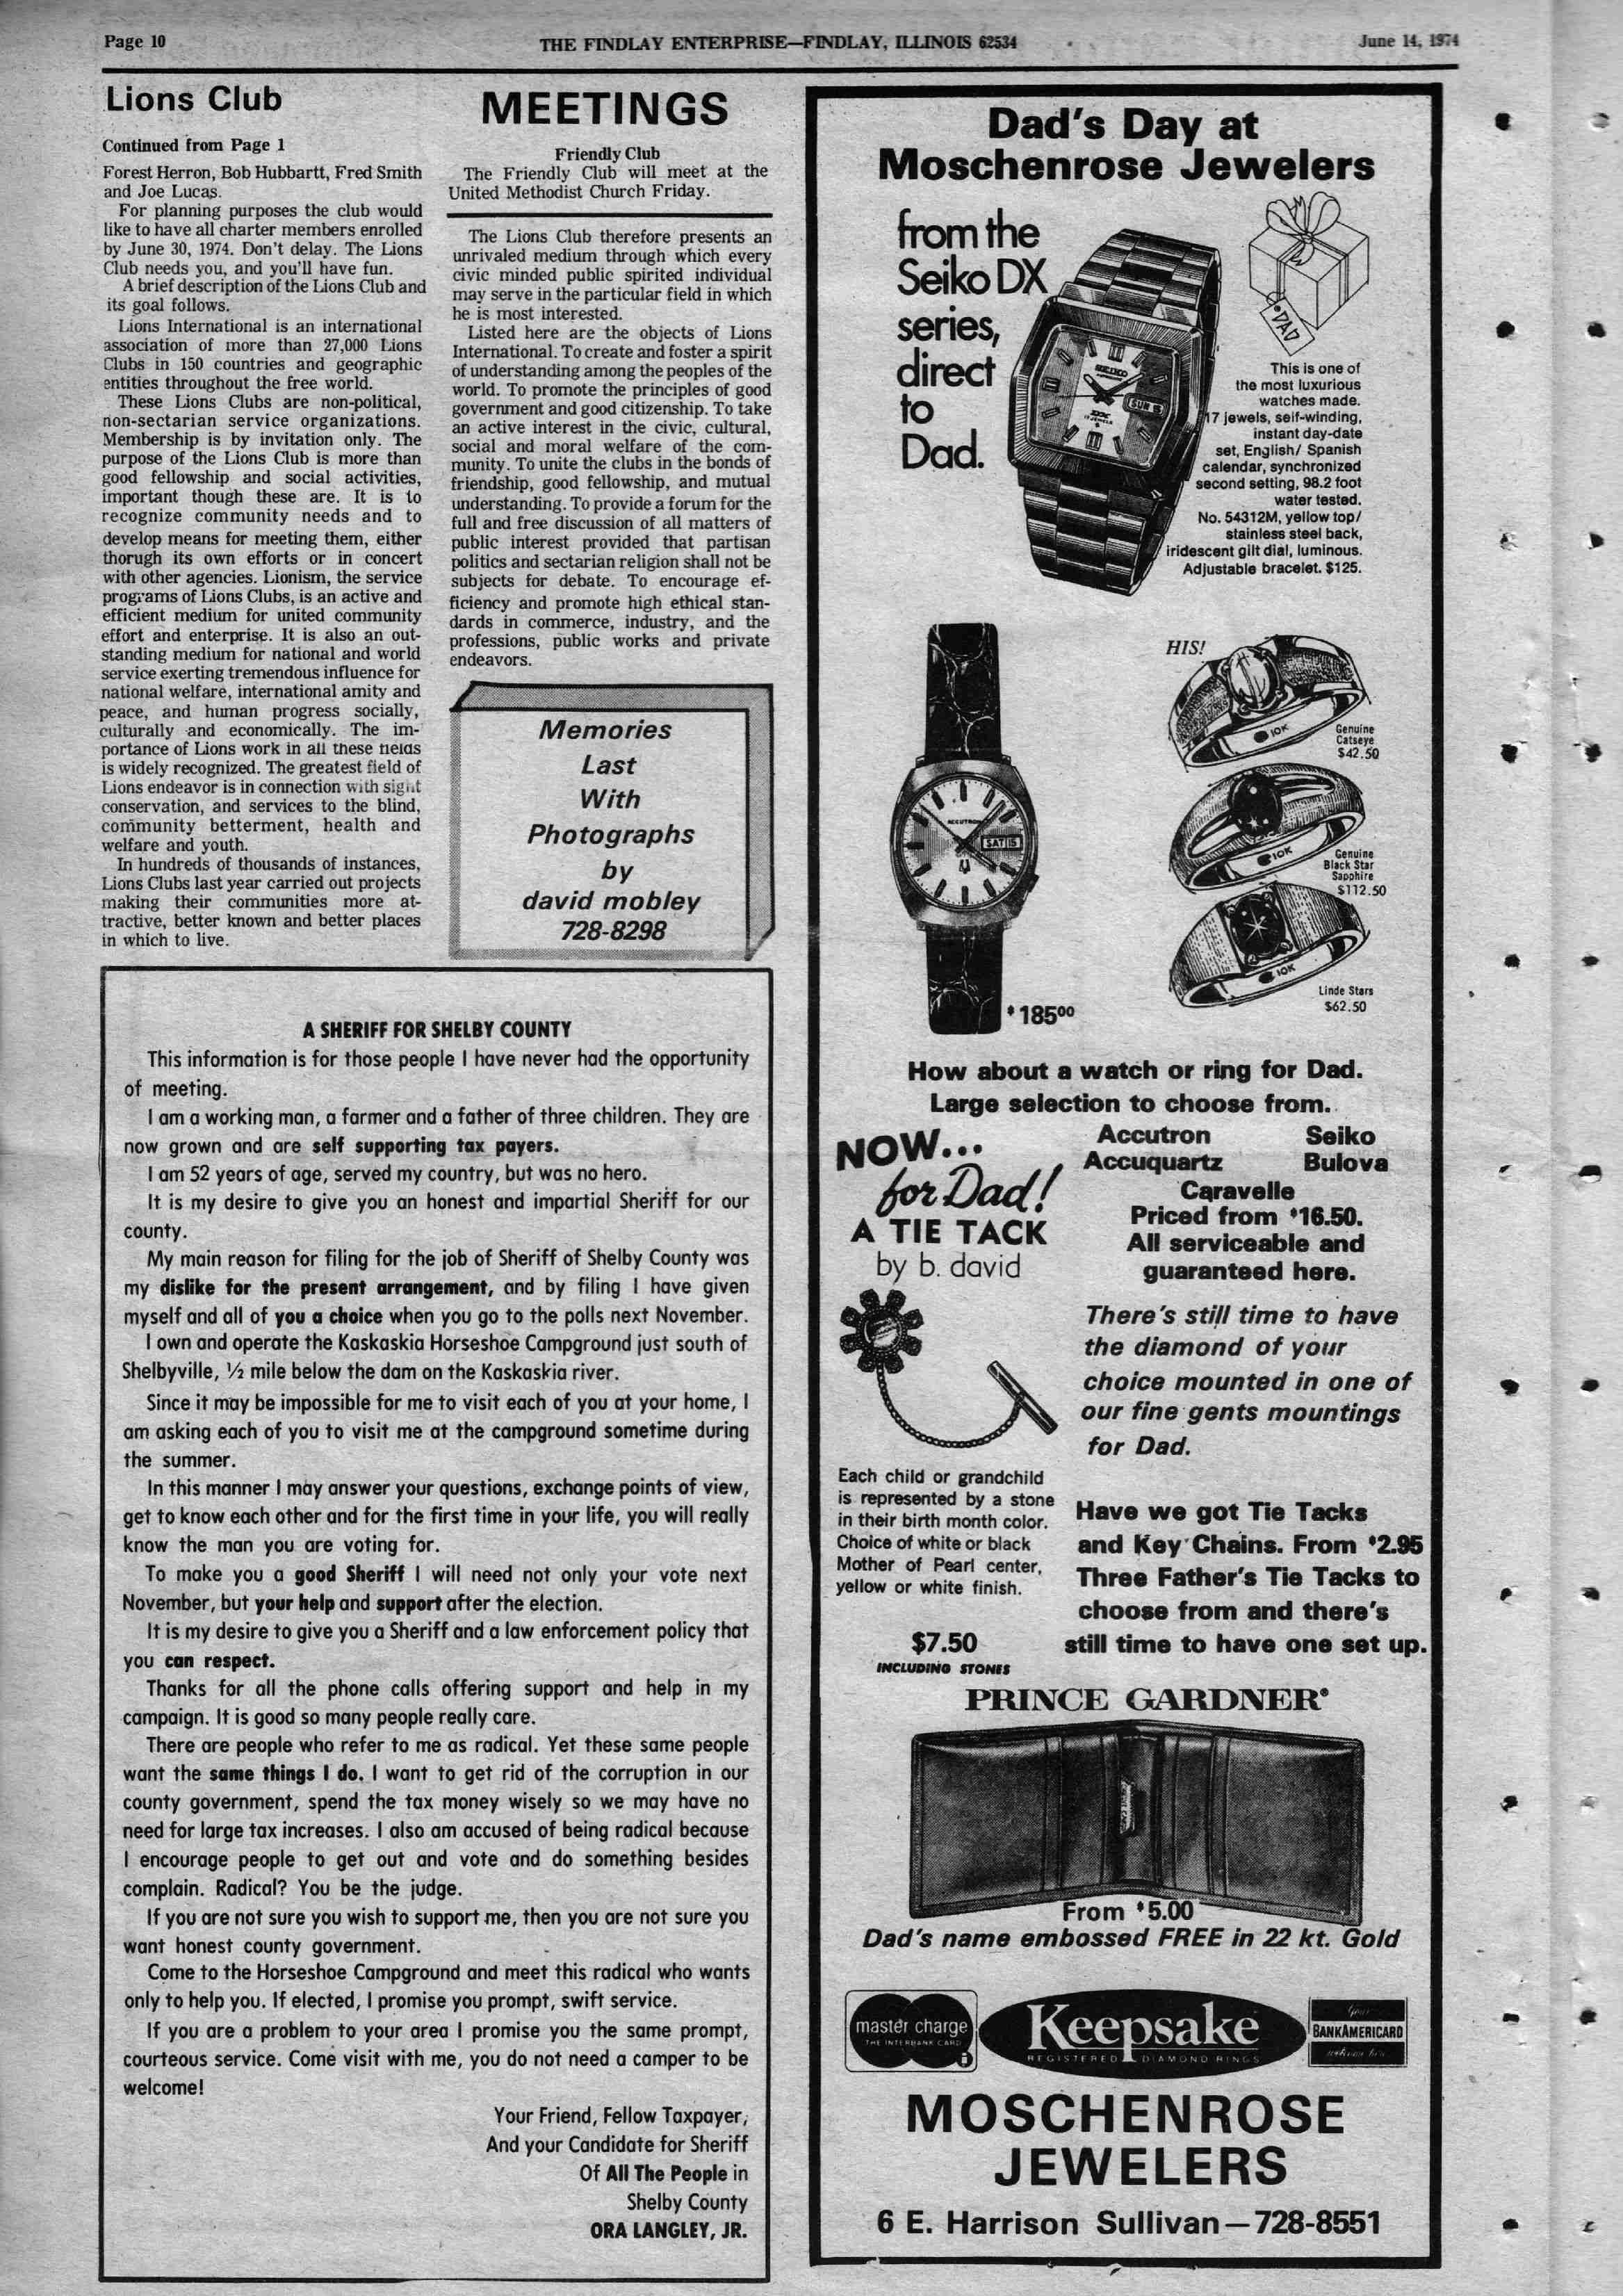 Page 10
THE FINDLAY ENTERPRISE—FINDLAY, ILLINOIS 62534
June 14, 1974
Lions Club
Continued from Page 1
Forest Herron, Bob Hubbartt, Fred Smith
and Joe Lucas.
For planning purposes the club would
like to have all charter members enrolled
by June 30, 1974. Don't delay. The Lions
Club needs you, and you'll have fun.
A brief description of the Lions Club and
its goal follows.
Lions International is an international
association of more than 27,000 Lions
Clubs in 150 countries and geographic
entities throughout the free world.
These Lions Clubs are non-political,
non-sectarian service organizations.
Membership is by invitation only. The
purpose of the Lions Club is more than
good fellowship and social activities,
important though these are. It is to
recognize community needs and to
develop means for meeting them, either
thorugh its own efforts or in concert
with other agencies. Lionism, the service
programs of Lions Clubs, is an active and
efficient medium for united community
effort and enterprise. It is also an out-
standing medium for national and world
service exerting tremendous influence for
national welfare, international amity and
peace, and human progress socially,
culturally and economically. The im-
portance of Lions work in all these fields
is widely recognized. The greatest field of
Lions endeavor is in connection with sight
conservation, and services to the blind,
community betterment, health and
welfare and youth.
In hundreds of thousands of instances,
Lions Clubs last year carried out projects
making their communities more at-
tractive, better known and better places
in which to live.
MEETINGS
Friendly Club
The Friendly Club will meet at the
United Methodist Church Friday.
The Lions Club therefore presents an
unrivaled medium through which every
civic minded public spirited individual
may serve in the particular field in which
he is most interested.
Listed here are the objects of Lions
International. To create and foster a spirit
of understanding among the peoples of the
world. To promote the principles of good
government and good citizenship. To take
an active interest in the civic, cultural,
social and moral welfare of the com-
munity. To unite the clubs in the bonds of
friendship, good fellowship, and mutual
understanding. To provide a forum for the
full and free discussion of all matters of
public interest provided that partisan
politics and sectarian religion shall not be
subjects for debate. To encourage ef-
ficiency and promote high ethical stan-
dards in commerce, industry, and the
professions, public works and private
endeavors.
Memories
Last
With
Photographs
by
david mobley
728-8298
A SHERIFF FOR SHELBY COUNTY
This information is for those people I have never had the opportunity
of meeting.
I am a working man, a farmer and a father of three children. They are
now grown and are self supporting tax payers.
I am 52 years of age, served my country, but was no hero.
It is my desire to give you an honest and impartial Sheriff for our
county.
My main reason for filing for the job of Sheriff of Shelby County was
my dislike for the present arrangement, and by filing I have given
myself and all of you a choice when you go to the polls next November.
I own and operate the Kaskaskia Horseshoe Campground just south of
Shelbyville, ½ mile below the dam on the Kaskaskia river.
Since it may be impossible for me to visit each of you at your home, I
am asking each of you to visit me at the campground sometime during
the summer.
In this manner I may answer your questions, exchange points of view,
get to know each other and for the first time in your life, you will really
know the man you are voting for.
To make you a good Sheriff I will need not only your vote next
November, but your help and support after the election.
It is my desire to give you a Sheriff and a law enforcement policy that
you can respect.
Thanks for all the phone calls offering support and help in my
campaign. It is good so many people really care.
There are people who refer to me as radical. Yet these same people
want the same things I do. I want to get rid of the corruption in our
county government, spend the tax money wisely so we may have no
need for large tax increases. I also am accused of being radical because
I encourage people to get out and vote and do something besides
complain. Radical? You be the judge.
If you are not sure you wish to support me, then you are not sure you
want honest county government.
Come to the Horseshoe Campground and meet this radical who wants
only to help you. If elected, I promise you prompt, swift service.
If you are a problem to your area I promise you the same prompt,
courteous service. Come visit with me, you do not need a camper to be
welcome!
Your Friend, Fellow Taxpayer,
And your Candidate for Sheriff
Of All The People in
Shelby County
ORA LANGLEY, JR.
Dad's Day at
Moschenrose Jewelers
from the
Seiko DX
series,
direct
to
Dad.
SEIKO
DX
17 JEWELS
SUN 15
DAD
This is one of
the most luxurious
watches made.
17 jewels, self-winding,
instant day-date
set, English/ Spanish
calendar, synchronized
second setting, 98.2 foot
water tested.
No. 54312M, yellow top/
stainless steel back,
iridescent gilt dial, luminous.
Adjustable bracelet. $125.
ACCUTRON
SAT 15
$185 00
HIS!
10K
Genuine
Catseye
$42.50
10K
Genuine
Black Star
Sapphire
$112.50
10K
Linde Stars
$62.50
How about a watch or ring for Dad.
Large selection to choose from.
Accutron Seiko
Accuquartz Bulova
Caravelle
Priced from $16.50.
All serviceable and
guaranteed here.
NOW...
for Dad!
A TIE TACK
by b. david
Each child or grandchild
is represented by a stone
in their birth month color.
Choice of white or black
Mother of Pearl center,
yellow or white finish.
$7.50
INCLUDING STONES
There's still time to have
the diamond of your
choice mounted in one of
our fine gents mountings
for Dad.
Have we got Tie Tacks
and Key Chains. From $2.95
Three Father's Tie Tacks to
choose from and there's
still time to have one set up.
PRINCE GARDNER®
From $5.00
Dad's name embossed FREE in 22 kt. Gold
master charge
THE INTERBANK CARD
Keepsake
REGISTERED DIAMOND RINGS
BANKAMERICARD
MOSCHENROSE
JEWELERS
6 E. Harrison Sullivan—728-8551